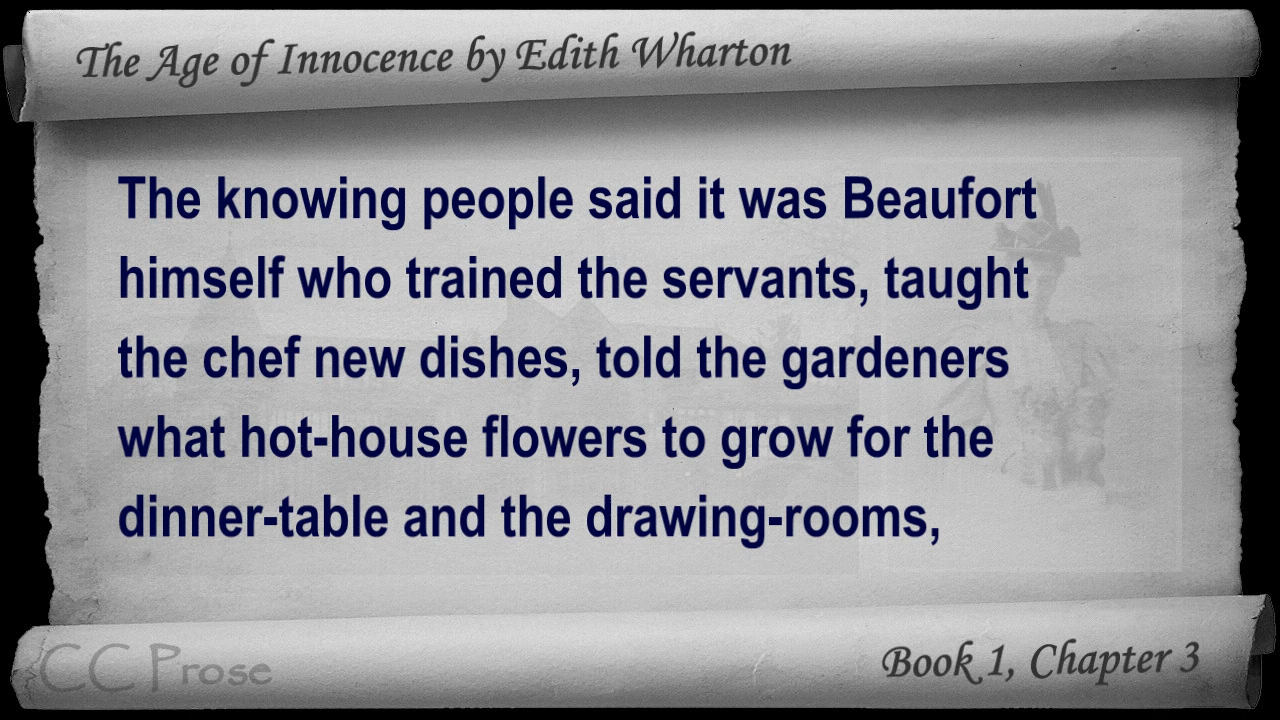 The Age of Innocence by Edith Wharton
The knowing people said it was Beaufort
himself who trained the servants, taught
the chef new dishes, told the gardeners
what hot-house flowers to grow for the
dinner-table and the drawing-rooms,
CC Prose
Book 1, Chapter 3